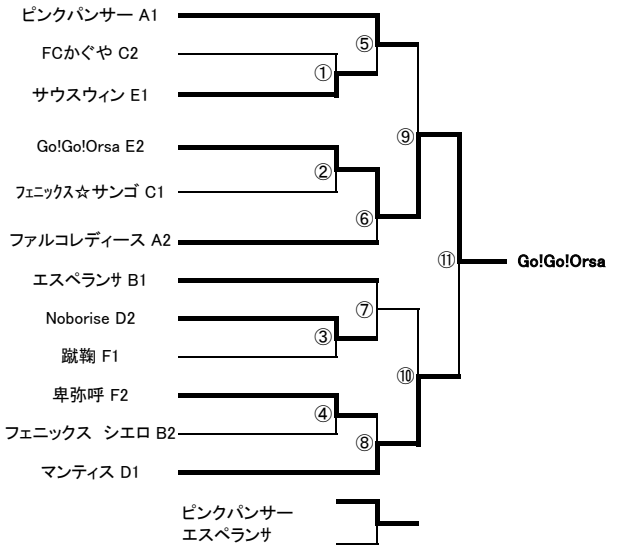 ピンクパンサー A1
⑤
FCかぐや C2
①
サウスウィン E1
⑨
Go!Go!Orsa E2
②
フェニックス☆サンゴ C1
⑥
ファルコレディース A2
⑪ Go!Go!Orsa
エスペランサ B1
⑦
Noborise D2
③
蹴鞠 F1
⑩
卑弥呼 F2
④
フェニックス　シエロ B2
⑧
マンティス D1
ピンクパンサー
エスペランサ